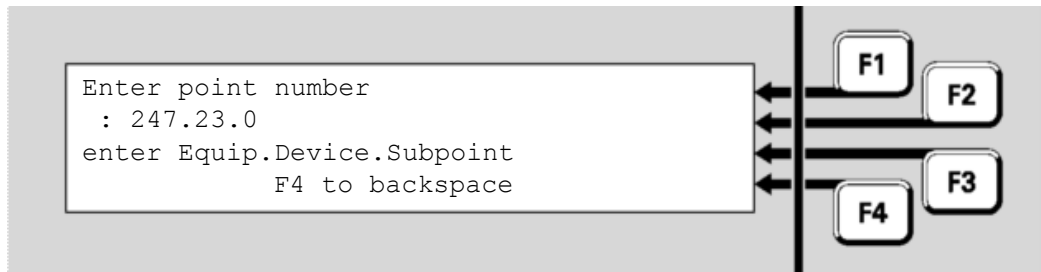 Enter point number
: 247.23.0
enter Equip.Device.Subpoint
F4 to backspace
F1
F2
F3
F4